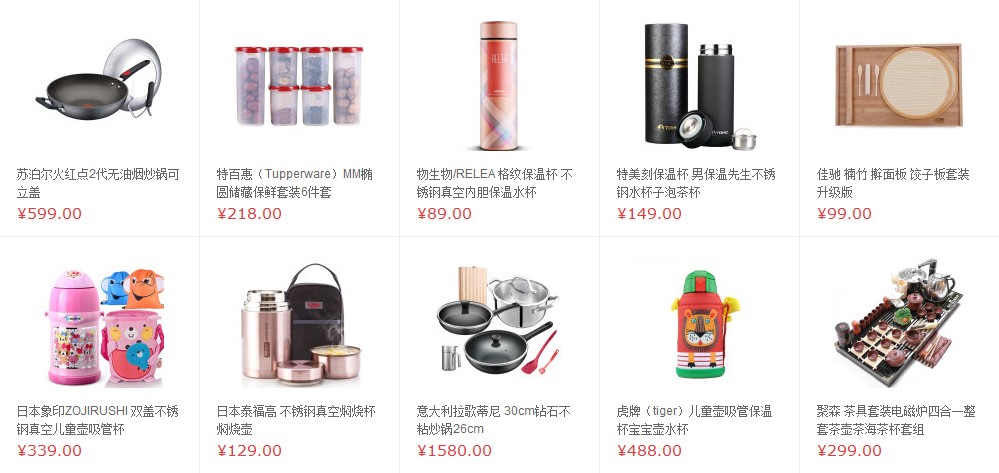 苏泊尔火红点2代无油烟炒锅可
立盖
¥599.00
特百惠（Tupperware）MM椭
圆储藏保鲜套装6件套
¥218.00
物生物/RELEA 格纹保温杯 不
锈钢真空内胆保温水杯
¥89.00
特美刻保温杯 男保温先生不锈
钢水杯子泡茶杯
¥149.00
佳驰 楠竹 擀面板 饺子板套装
升级版
¥99.00
日本象印ZOJIRUSHI 双盖不锈
钢真空儿童壶吸管杯
¥339.00
日本泰福高 不锈钢真空焖烧杯
焖烧壶
¥129.00
意大利拉歌蒂尼 30cm钻石不
粘炒锅26cm
¥1580.00
虎牌（tiger）儿童壶吸管保温
杯宝宝壶水杯
¥488.00
聚森 茶具套装电磁炉四合一整
套茶壶茶海茶杯套组
¥299.00